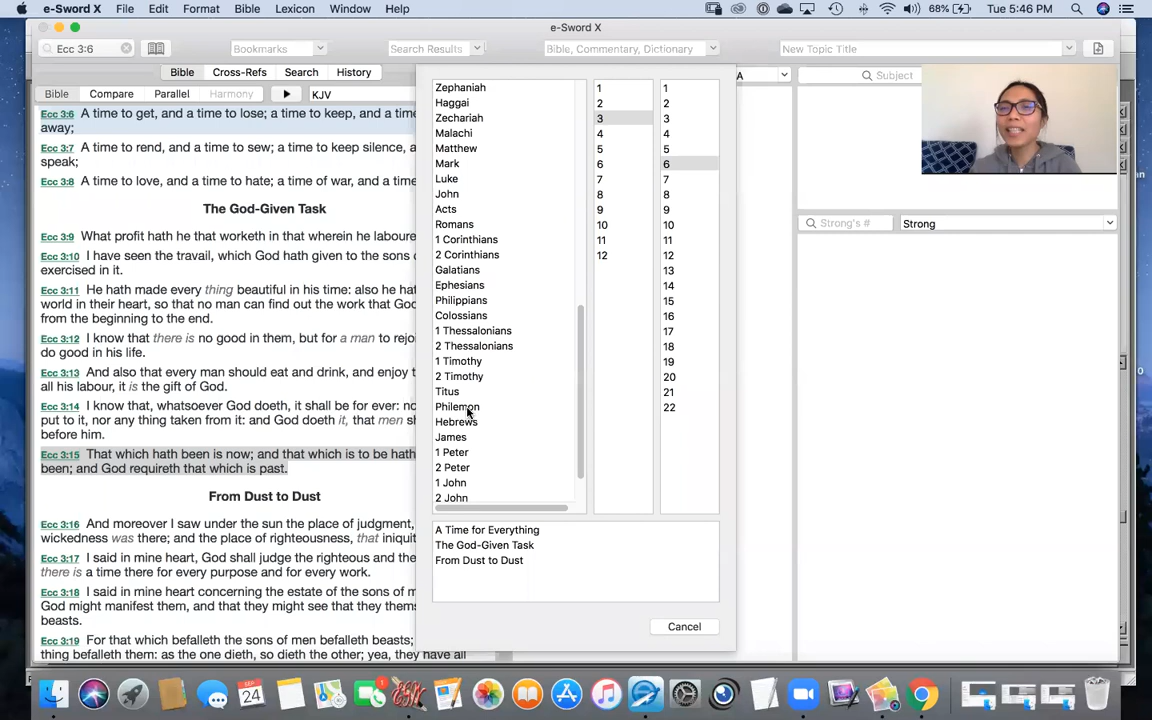 e-Sword X File Edit Format Bible Lexicon Window Help 68% Tue 5:46 PM
e-Sword X
Ecc 3:6 Bookmarks Search Results Bible, Commentary, Dictionary New Topic Title
Bible Cross-Refs Search History
Bible Compare Parallel Harmony KJV
Ecc 3:6 A time to get, and a time to lose; a time to keep, and a time
away;
Ecc 3:7 A time to rend, and a time to sew; a time to keep silence, a
speak;
Ecc 3:8 A time to love, and a time to hate; a time of war, and a time
The God-Given Task
Ecc 3:9 What profit hath he that worketh in that wherein he laboure
Ecc 3:10 I have seen the travail, which God hath given to the sons
exercised in it.
Ecc 3:11 He hath made every thing beautiful in his time: also he hat
world in their heart, so that no man can find out the work that God
from the beginning to the end.
Ecc 3:12 I know that there is no good in them, but for a man to rejo
do good in his life.
Ecc 3:13 And also that every man should eat and drink, and enjoy t
all his labour, it is the gift of God.
Ecc 3:14 I know that, whatsoever God doeth, it shall be for ever: no
put to it, nor any thing taken from it: and God doeth it, that men sh
before him.
Ecc 3:15 That which hath been is now; and that which is to be hath
been; and God requireth that which is past.
From Dust to Dust
Ecc 3:16 And moreover I saw under the sun the place of judgment,
wickedness was there; and the place of righteousness, that iniquit
Ecc 3:17 I said in mine heart, God shall judge the righteous and the
there is a time there for every purpose and for every work.
Ecc 3:18 I said in mine heart concerning the estate of the sons of m
God might manifest them, and that they might see that they thems
beasts.
Ecc 3:19 For that which befalleth the sons of men befalleth beasts;
thing befalleth them: as the one dieth, so dieth the other; yea, they have all
Zephaniah 1 1
Haggai 2 2
Zechariah 3 3
Malachi 4 4
Matthew 5 5
Mark 6 6
Luke 7 7
John 8 8
Acts 9 9
Romans 10 10
1 Corinthians 11 11
2 Corinthians 12 12
Galatians 13
Ephesians 14
Philippians 15
Colossians 16
1 Thessalonians 17
2 Thessalonians 18
1 Timothy 19
2 Timothy 20
Titus 21
Philemon 22
Hebrews
James
1 Peter
2 Peter
1 John
2 John
A Time for Everything
The God-Given Task
From Dust to Dust
Cancel
A
Subject
Strong's # Strong
SEP
24
1